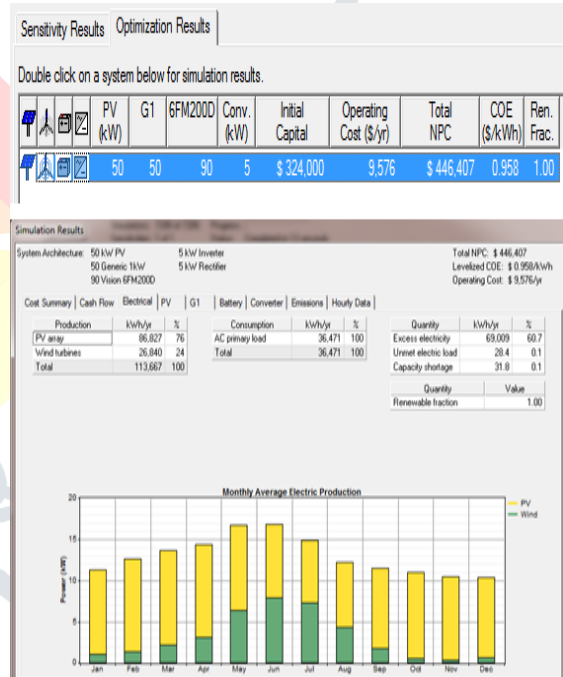 Sensitivity Results Optimization Results
Double click on a system below for simulation results.
PV (kW) G1 6FM200D Conv. (kW) Initial Capital Operating Cost ($/yr) Total NPC COE ($/kWh) Ren. Frac.
50 50 90 5 $ 324,000 9,576 $ 446,407 0.958 1.00
Simulation Results
System Architecture: 50 kW PV 5 kW Inverter Total NPC: $ 446,407
50 Generic 1kW 5 kW Rectifier Levelized COE: $ 0.958/kWh
90 Vision 6FM200D Operating Cost: $ 9,576/yr
Cost Summary Cash Flow Electrical PV G1 Battery Converter Emissions Hourly Data
Production kWh/yr % Consumption kWh/yr % Quantity kWh/yr %
PV array 86,827 76 AC primary load 36,471 100 Excess electricity 69,009 60.7
Wind turbines 26,840 24 Total 36,471 100 Unmet electric load 28.4 0.1
Total 113,667 100 Capacity shortage 31.8 0.1
Quantity Value
Renewable fraction 1.00
Monthly Average Electric Production
PV
Wind
Power (kW)
20
15
10
5
0
Jan Feb Mar Apr May Jun Jul Aug Sep Oct Nov Dec